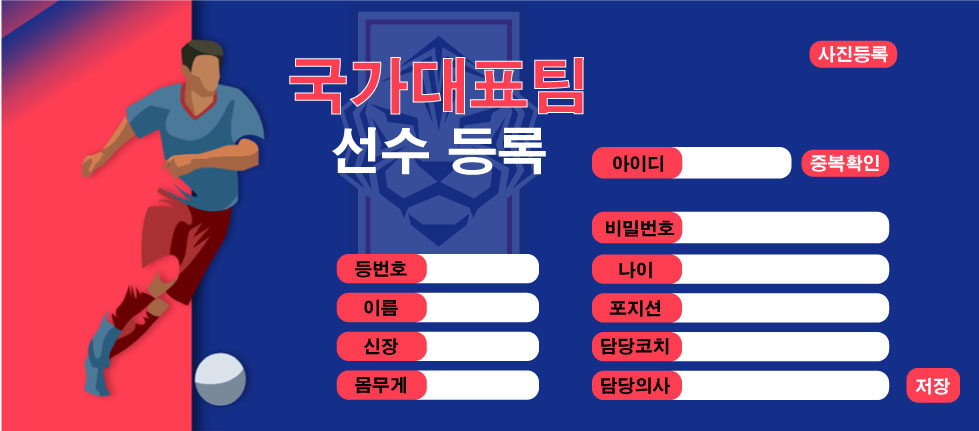 국가대표팀
선수 등록
사진등록
아이디
중복확인
비밀번호
등번호
나이
이름
포지션
신장
담당코치
몸무게
담당의사
저장